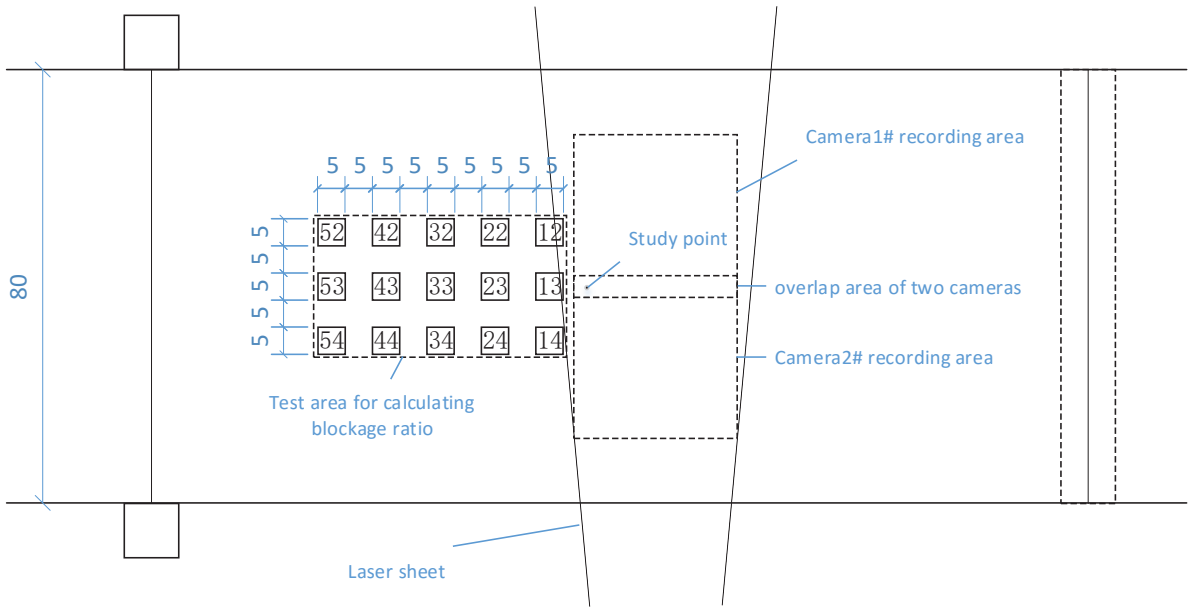 Camera1# recording area
5 5 5 5 5 5 5 5 5
5 52 42 32 22 12
Study point
5
80
5 53 43 33 23 13
overlap area of two cameras
5
5 54 44 34 24 14
Camera2# recording area
Test area for calculating
blockage ratio
Laser sheet